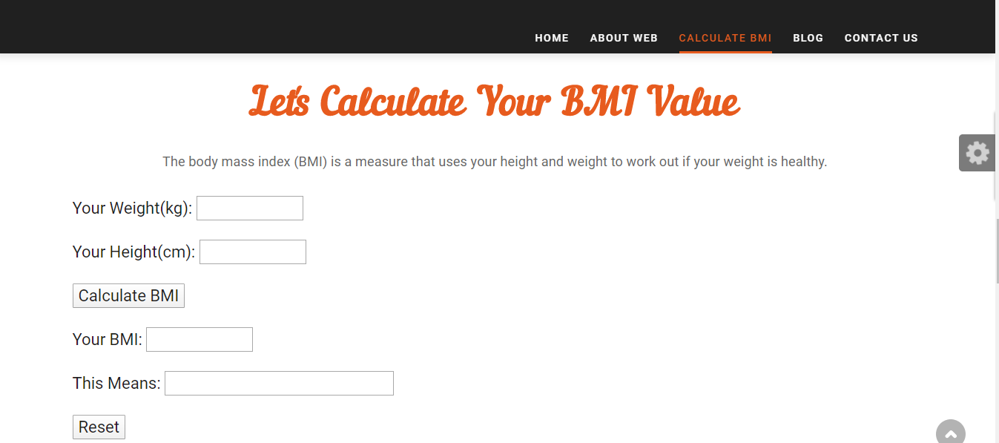 HOME ABOUT WEB CALCULATE BMI BLOG CONTACT US
Let's Calculate Your BMI Value
The body mass index (BMI) is a measure that uses your height and weight to work out if your weight is healthy.
Your Weight(kg):
Your Height(cm):
Calculate BMI
Your BMI:
This Means:
Reset